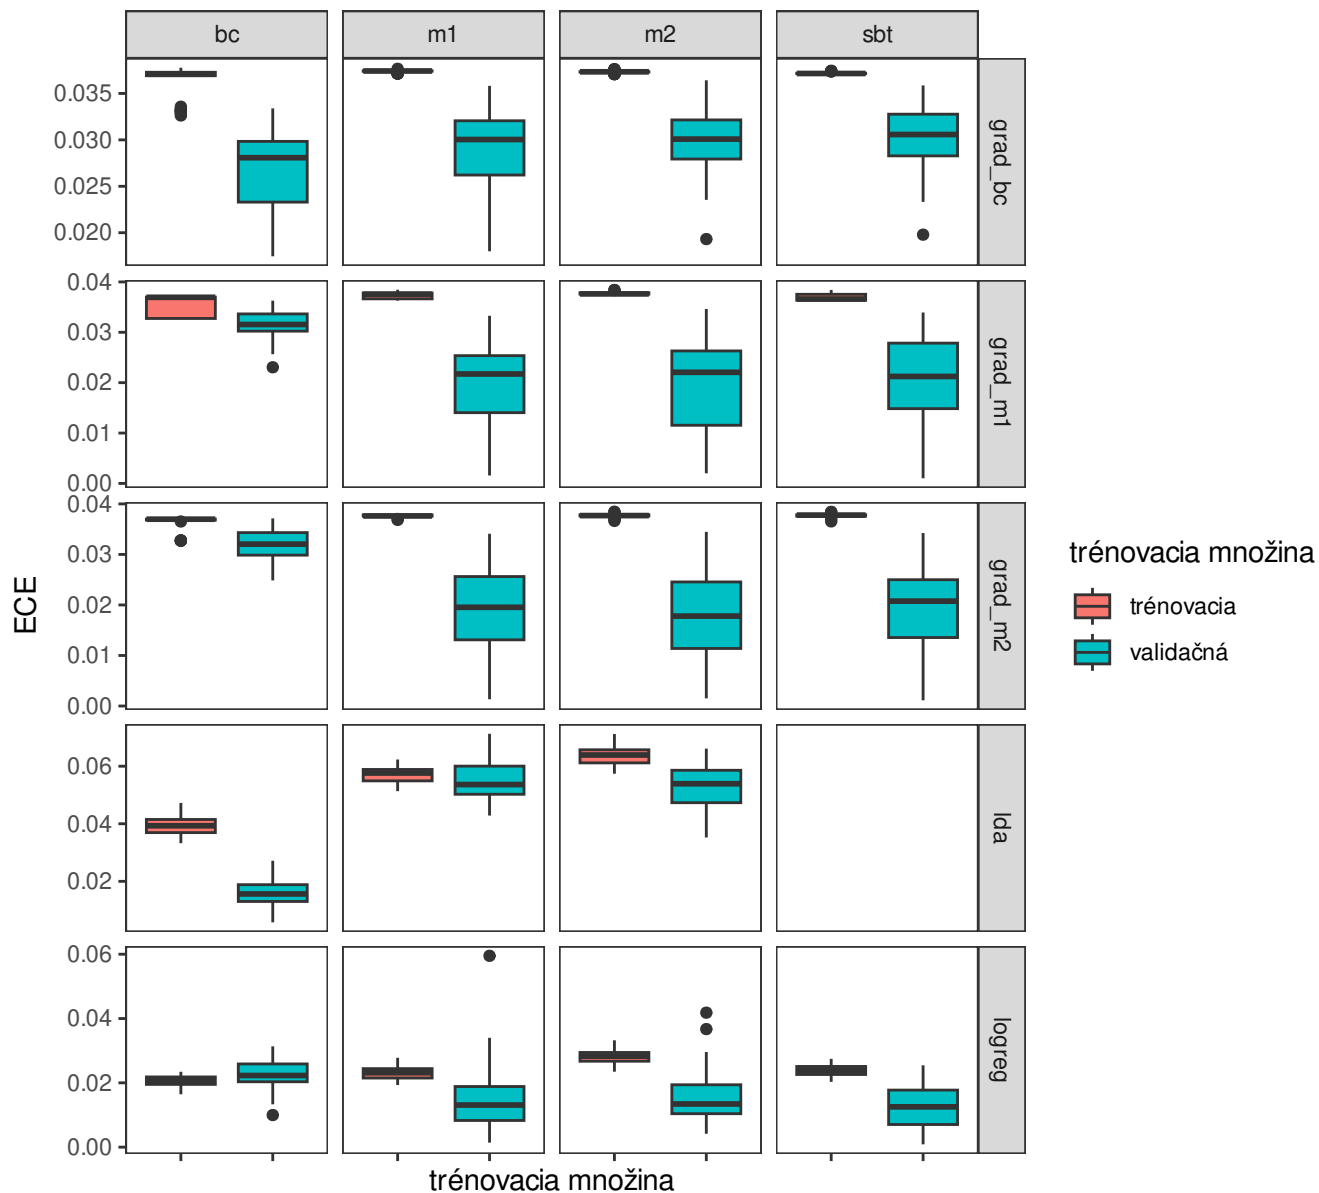 bc m1 m2 sbt
0.035
0.030
0.025
0.020
grad_bc
0.04
0.03
0.02
0.01
0.00
grad_m1
0.04
0.03
0.02
0.01
0.00
grad_m2
0.06
0.04
0.02
lda
0.06
0.04
0.02
0.00
logreg
ECE
trénovacia množina
trénovacia množina
trénovacia
validačná